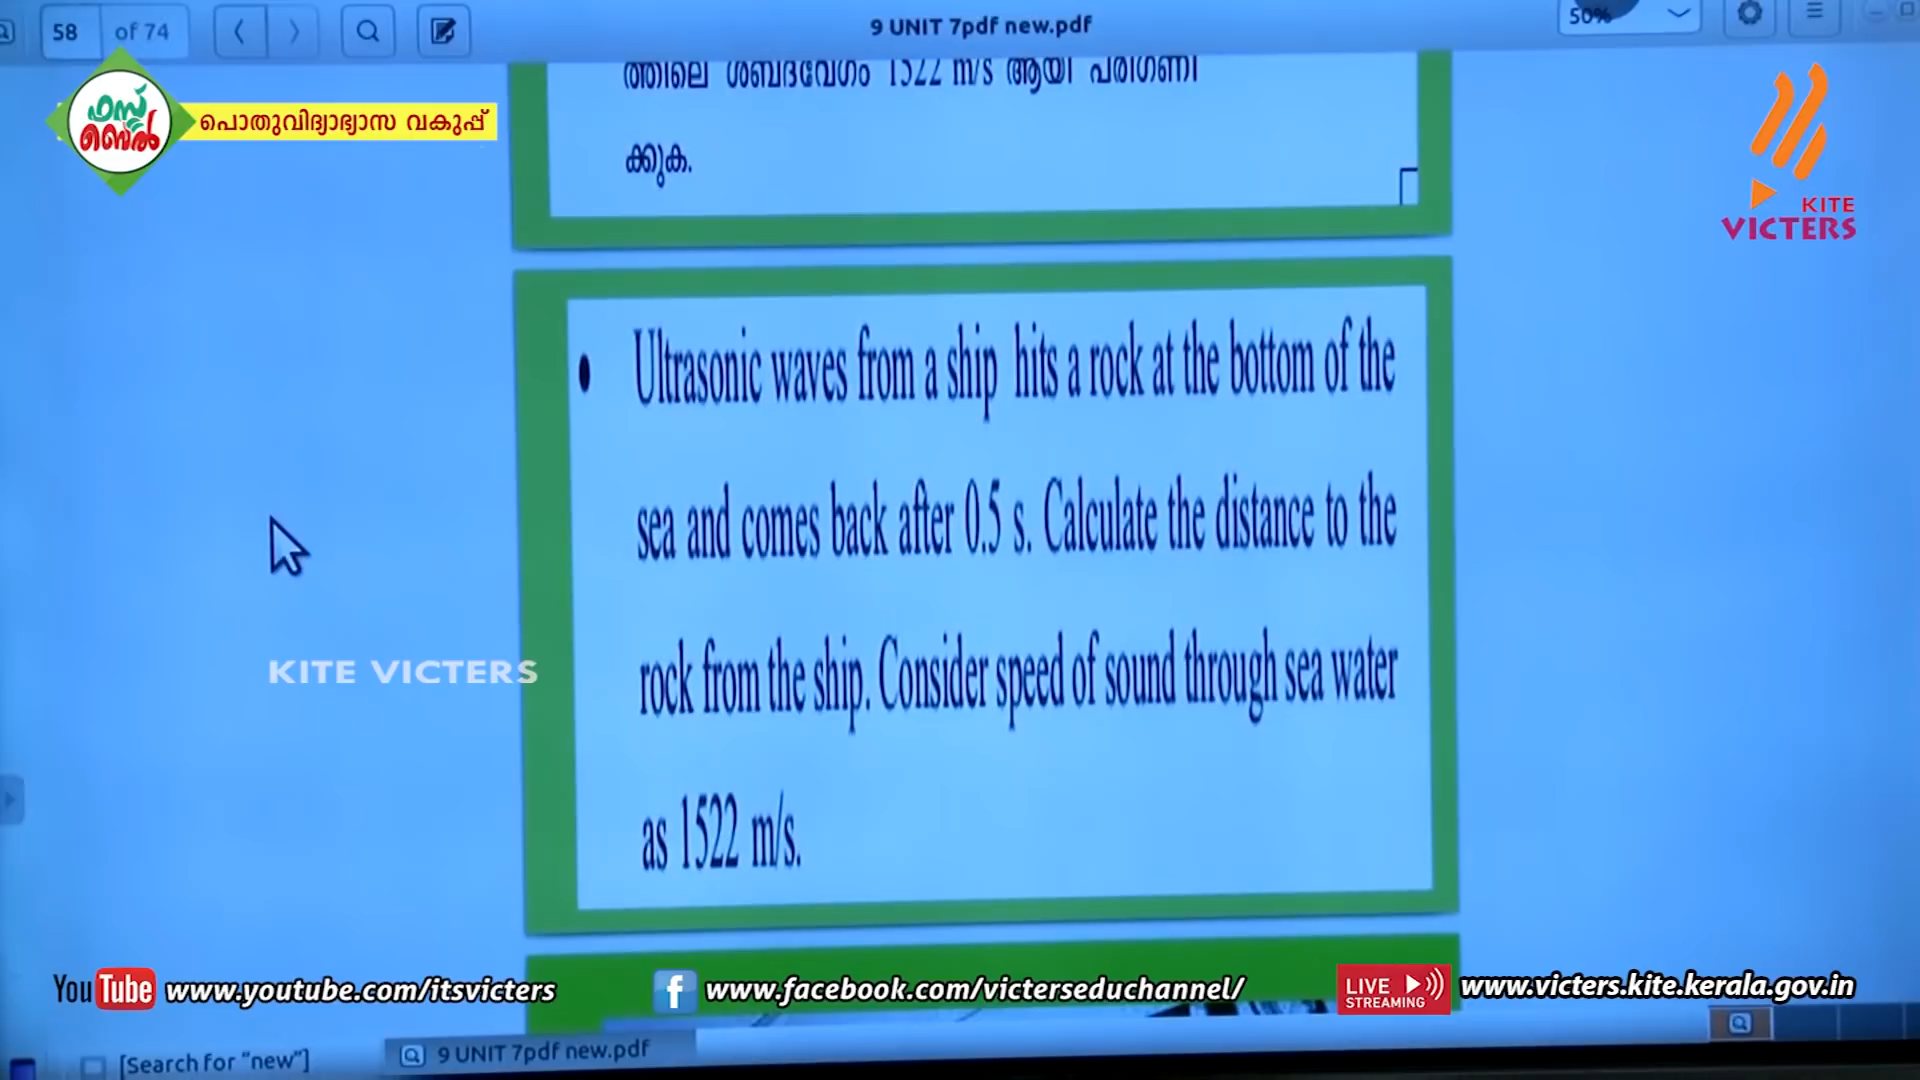 58 of 74
9 UNIT 7pdf new.pdf
50%
ത്തിലെ ശബ്ദവേഗം 1522 m/s ആയി പരിഗണി
ക്കുക.
ഫസ്റ്റ്
ബെൽ
പൊതുവിദ്യാഭ്യാസ വകുപ്പ്
KITE
VICTERS
• Ultrasonic waves from a ship hits a rock at the bottom of the
sea and comes back after 0.5 s. Calculate the distance to the
rock from the ship. Consider speed of sound through sea water
as 1522 m/s.
KITE VICTERS
YouTube www.youtube.com/itsvicters
f www.facebook.com/victerseduchannel/
LIVE
STREAMING
www.victers.kite.kerala.gov.in
[Search for "new"]
9 UNIT 7pdf new.pdf